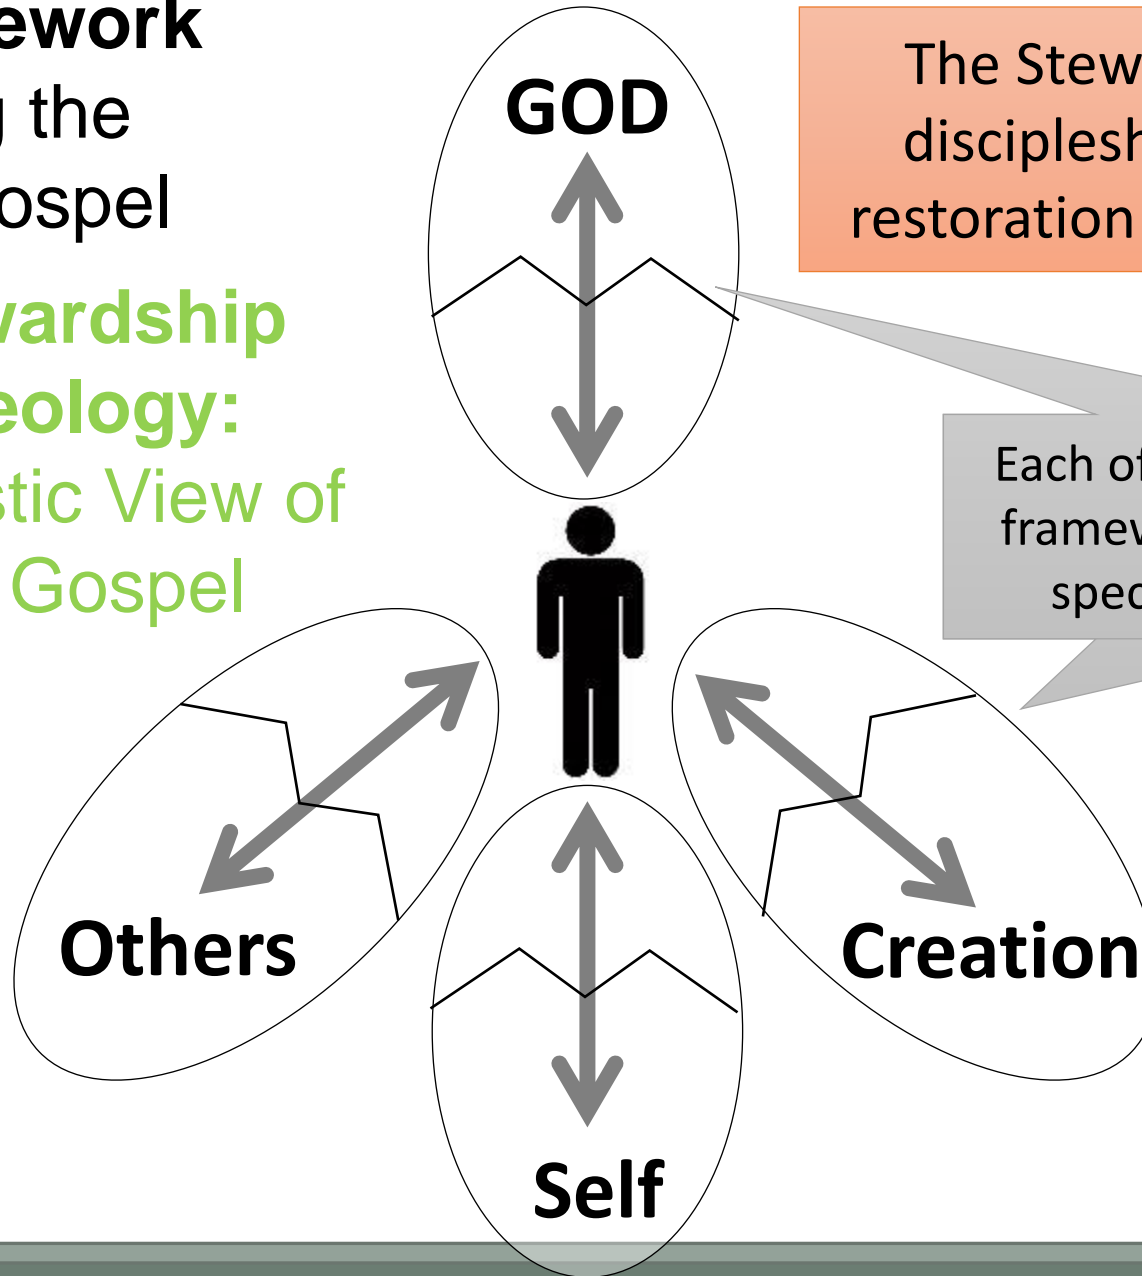 ework
g the
ospel
wardship
eology:
stic View of
Gospel
GOD
The Stew
disciplesh
restoration
Each of
framew
spec
Others
Creation
Self